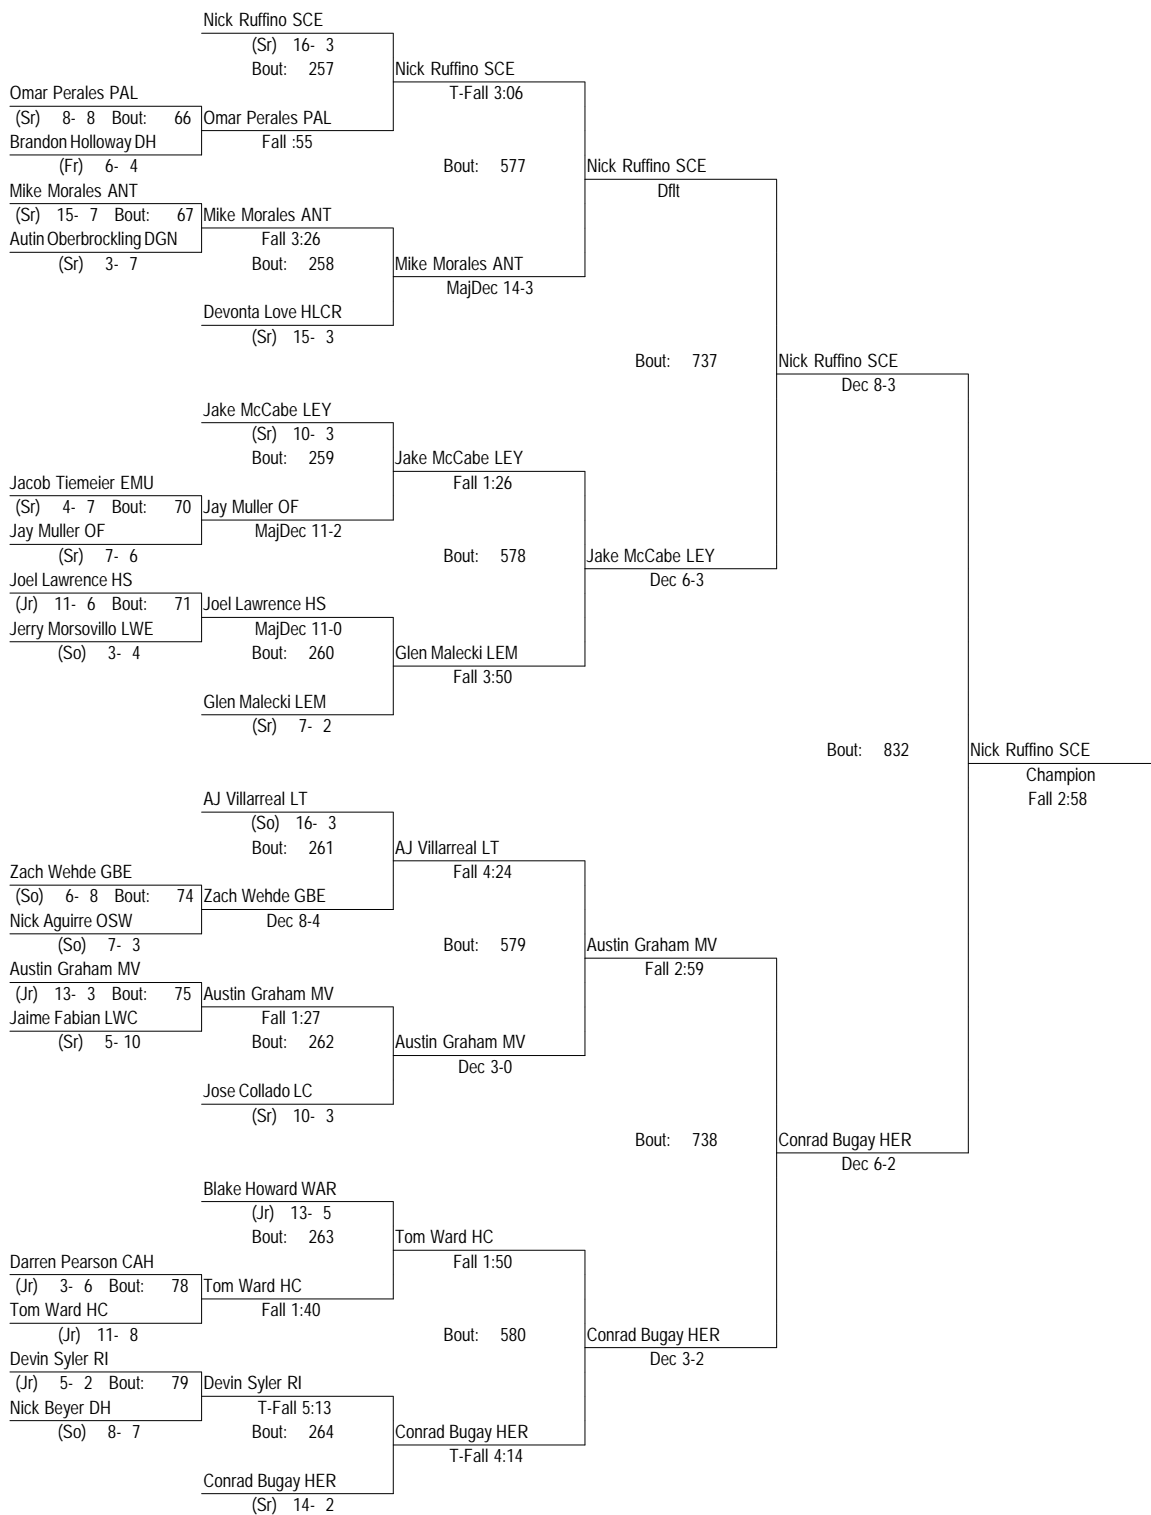 Nick Ruffino SCE
(Sr) 16- 3
Bout: 257 Nick Ruffino SCE
Omar Perales PAL T-Fall 3:06
(Sr) 8- 8 Bout: 66 Omar Perales PAL
Brandon Holloway DH Fall :55
(Fr) 6- 4 Bout: 577 Nick Ruffino SCE
Mike Morales ANT Dflt
(Sr) 15- 7 Bout: 67 Mike Morales ANT
Autin Oberbrockling DGN Fall 3:26
(Sr) 3- 7 Bout: 258 Mike Morales ANT
MajDec 14-3
Devonta Love HLCR
(Sr) 15- 3
Bout: 737 Nick Ruffino SCE
Dec 8-3
Jake McCabe LEY
(Sr) 10- 3
Bout: 259 Jake McCabe LEY
Jacob Tiemeier EMU Fall 1:26
(Sr) 4- 7 Bout: 70 Jay Muller OF
Jay Muller OF MajDec 11-2
(Sr) 7- 6 Bout: 578 Jake McCabe LEY
Joel Lawrence HS Dec 6-3
(Jr) 11- 6 Bout: 71 Joel Lawrence HS
Jerry Morsovillo LWE MajDec 11-0
(So) 3- 4 Bout: 260 Glen Malecki LEM
Fall 3:50
Glen Malecki LEM
(Sr) 7- 2
Bout: 832 Nick Ruffino SCE
Champion
AJ Villarreal LT Fall 2:58
(So) 16- 3
Bout: 261 AJ Villarreal LT
Zach Wehde GBE Fall 4:24
(So) 6- 8 Bout: 74 Zach Wehde GBE
Nick Aguirre OSW Dec 8-4
(So) 7- 3 Bout: 579 Austin Graham MV
Austin Graham MV Fall 2:59
(Jr) 13- 3 Bout: 75 Austin Graham MV
Jaime Fabian LWC Fall 1:27
(Sr) 5- 10 Bout: 262 Austin Graham MV
Dec 3-0
Jose Collado LC
(Sr) 10- 3
Bout: 738 Conrad Bugay HER
Dec 6-2
Blake Howard WAR
(Jr) 13- 5
Bout: 263 Tom Ward HC
Darren Pearson CAH Fall 1:50
(Jr) 3- 6 Bout: 78 Tom Ward HC
Tom Ward HC Fall 1:40
(Jr) 11- 8 Bout: 580 Conrad Bugay HER
Devin Syler RI Dec 3-2
(Jr) 5- 2 Bout: 79 Devin Syler RI
Nick Beyer DH T-Fall 5:13
(So) 8- 7 Bout: 264 Conrad Bugay HER
T-Fall 4:14
Conrad Bugay HER
(Sr) 14- 2